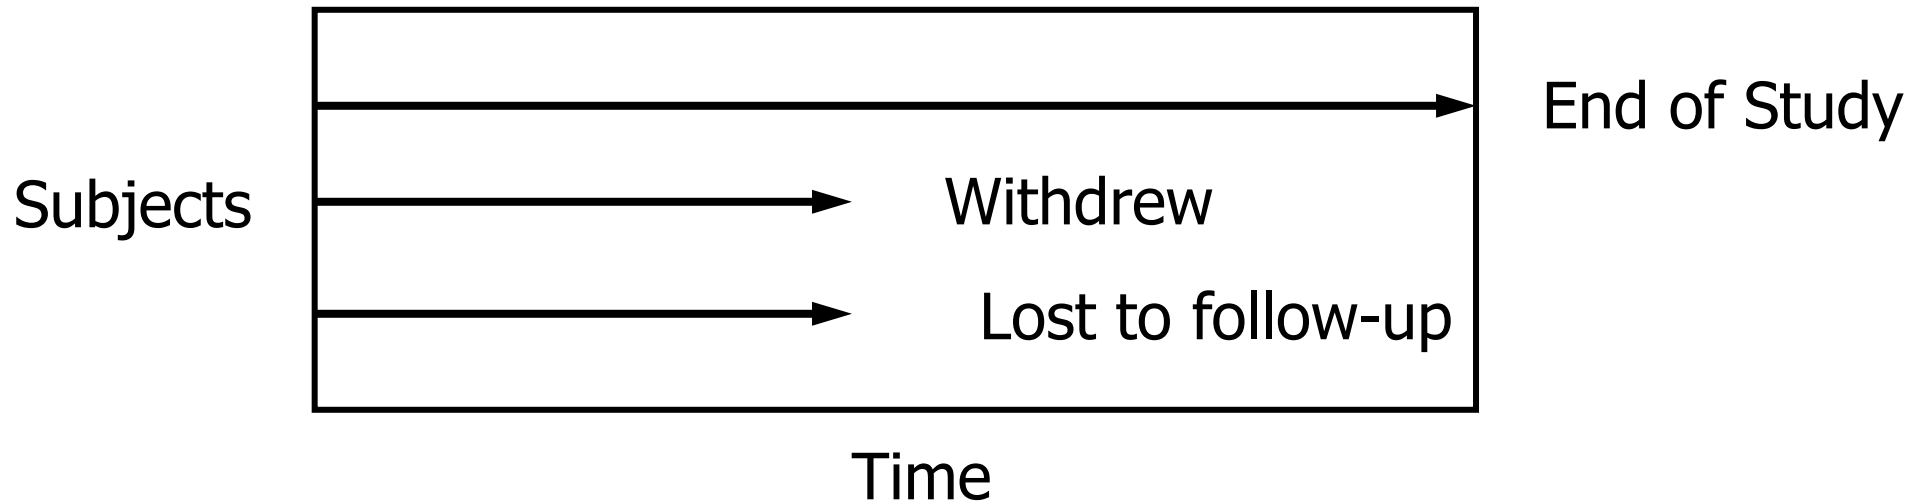 End of Study
Subjects
Withdrew
Lost to follow-up
Time